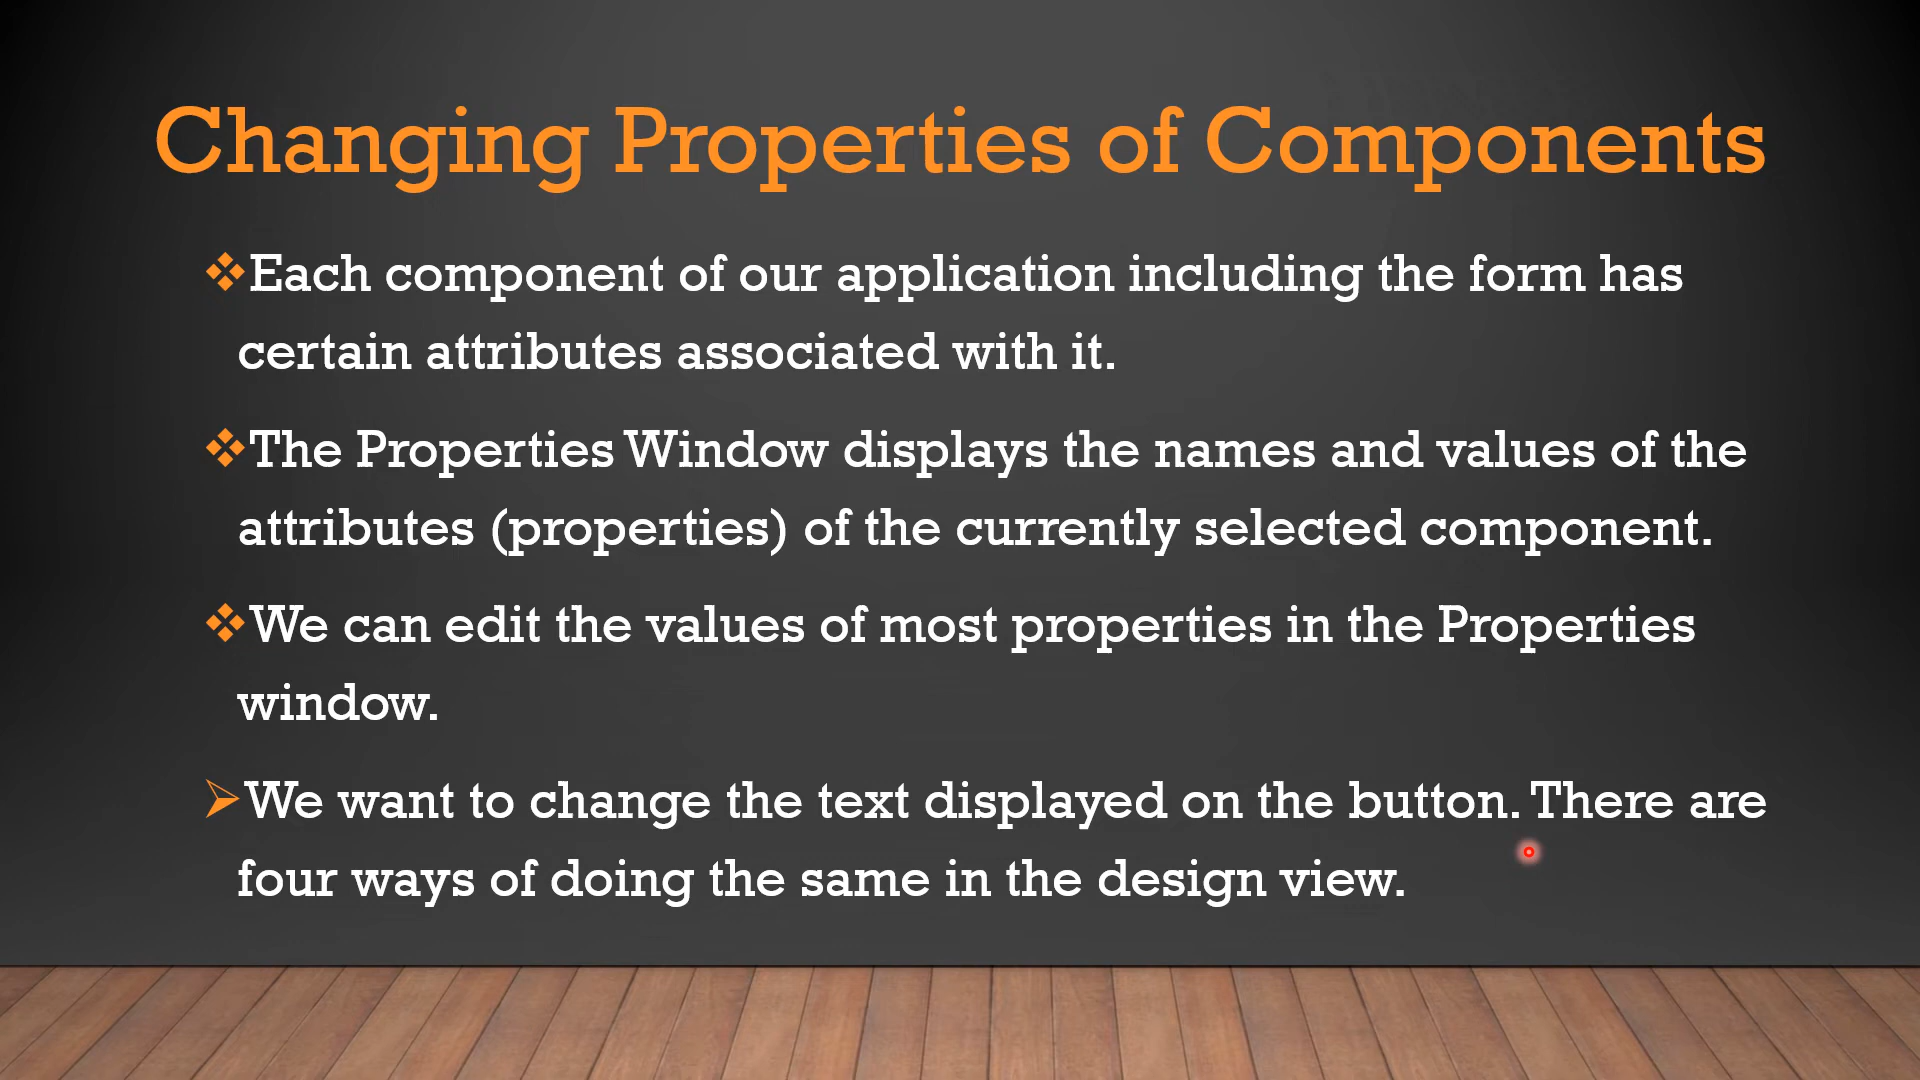 Changing Properties of Components
❖Each component of our application including the form has
certain attributes associated with it.
❖The Properties Window displays the names and values of the
attributes (properties) of the currently selected component.
❖We can edit the values of most properties in the Properties
window.
➢We want to change the text displayed on the button. There are
four ways of doing the same in the design view.